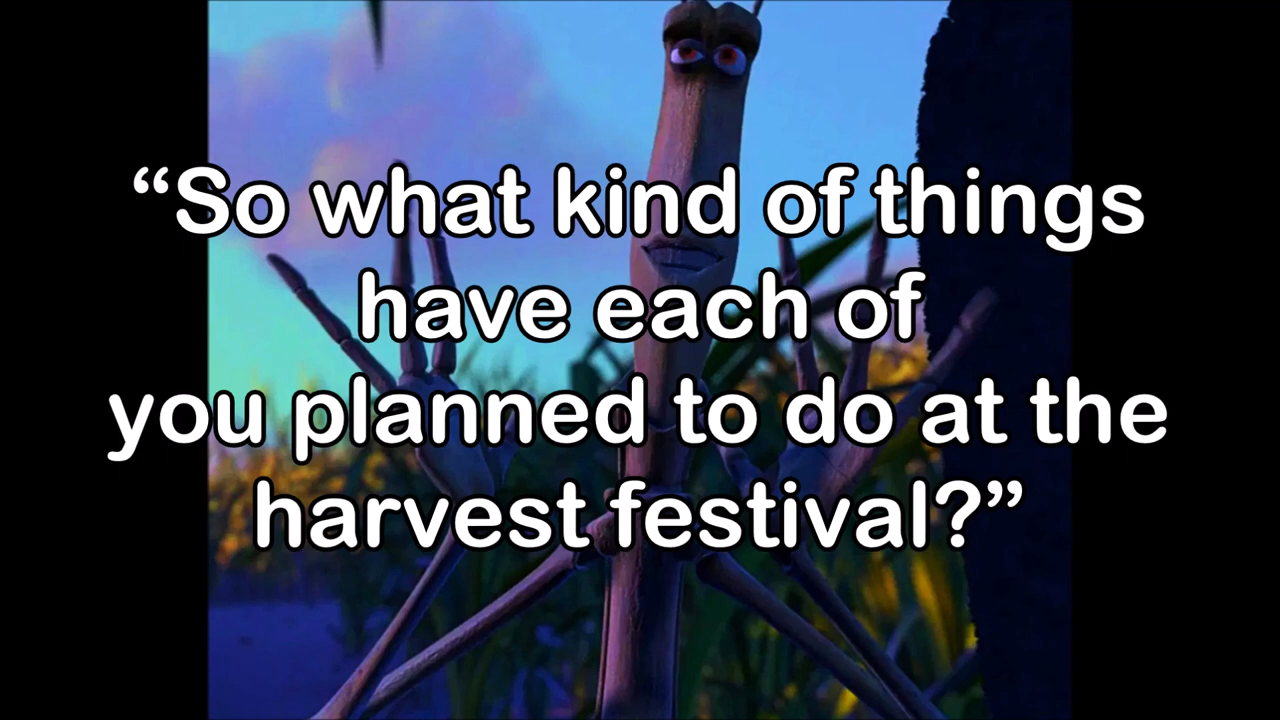 “So what kind of things
have each of
you planned to do at the
harvest festival?”